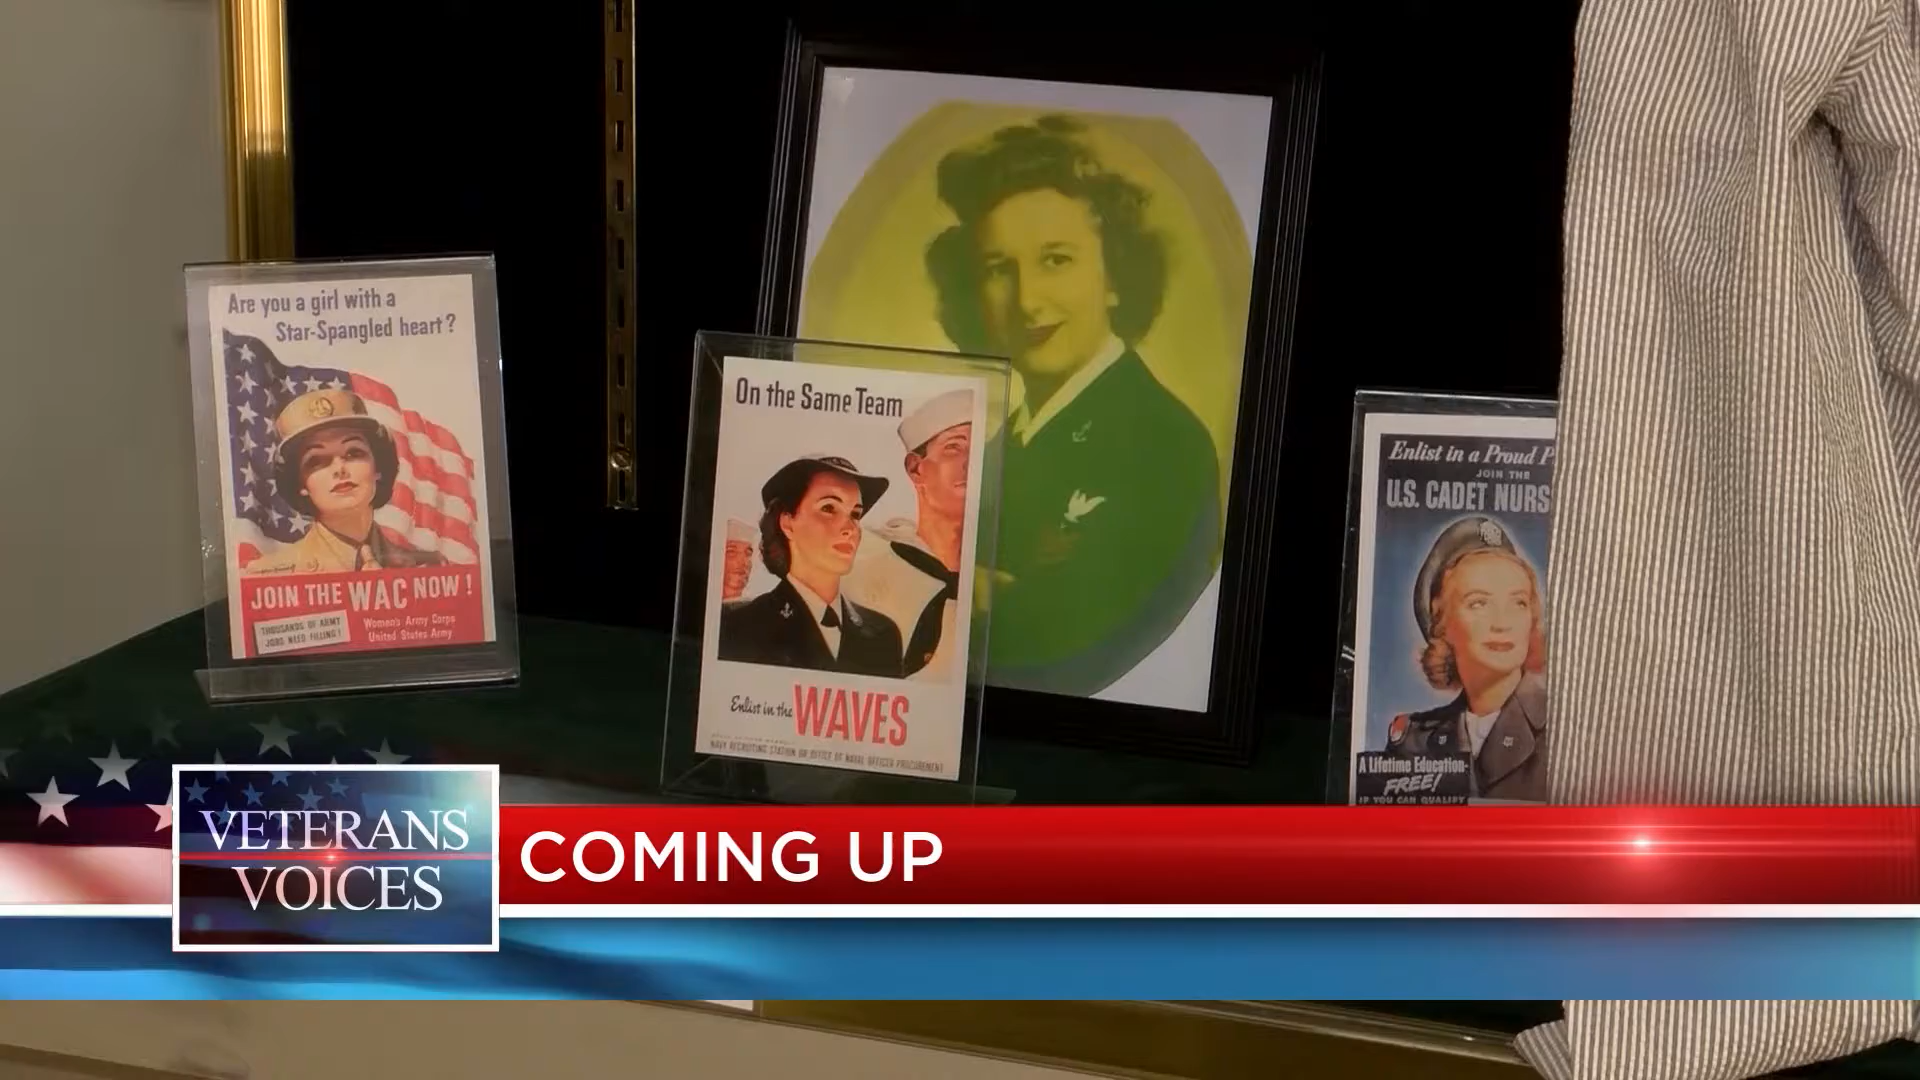 Are you a girl with a
Star-Spangled heart?
JOIN THE WAC NOW!
THOUSANDS OF ARMY
JOBS NEED FILLING!
Women's Army Corps
United States Army
On the Same Team
Enlist in the WAVES
NAVY RECRUITING STATION OR OFFICE OF NAVAL OFFICER PROCUREMENT
Enlist in a Proud P
JOIN THE
U.S. CADET NURS
A Lifetime Education-
FREE!
IF YOU CAN QUALIFY
VETERANS
VOICES
COMING UP